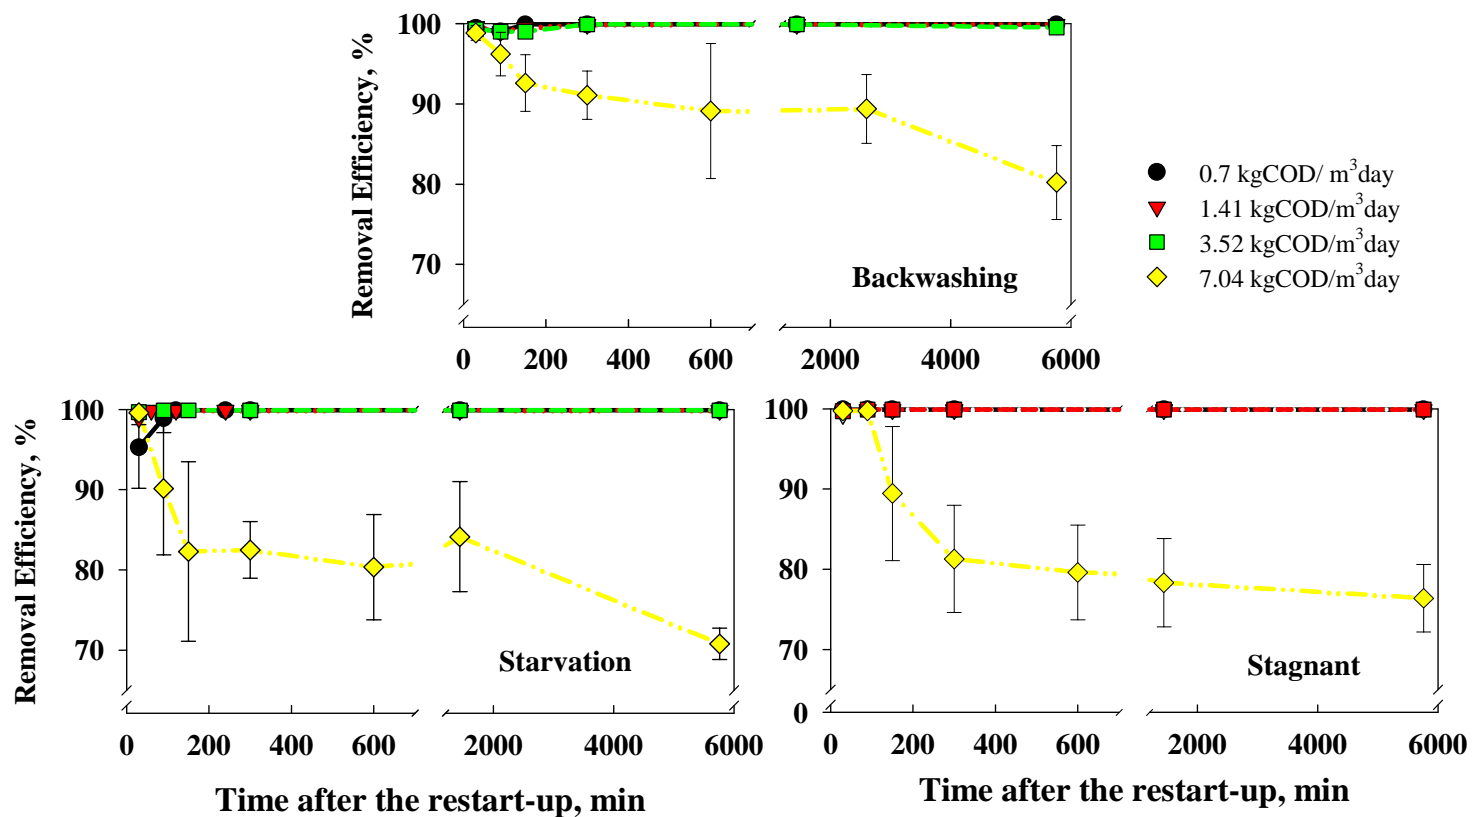 Removal Efficiency, %
100
90
80
70
0 200 400 600 2000 4000 6000
Backwashing
0.7 kgCOD/ m³day
1.41 kgCOD/m³day
3.52 kgCOD/m³day
7.04 kgCOD/m³day
Removal Efficiency, %
100
90
80
70
Starvation
0 200 400 600 2000 4000 6000
Time after the restart-up, min
100
90
80
70
0
Stagnant
0 200 400 600 2000 4000 6000
Time after the restart-up, min